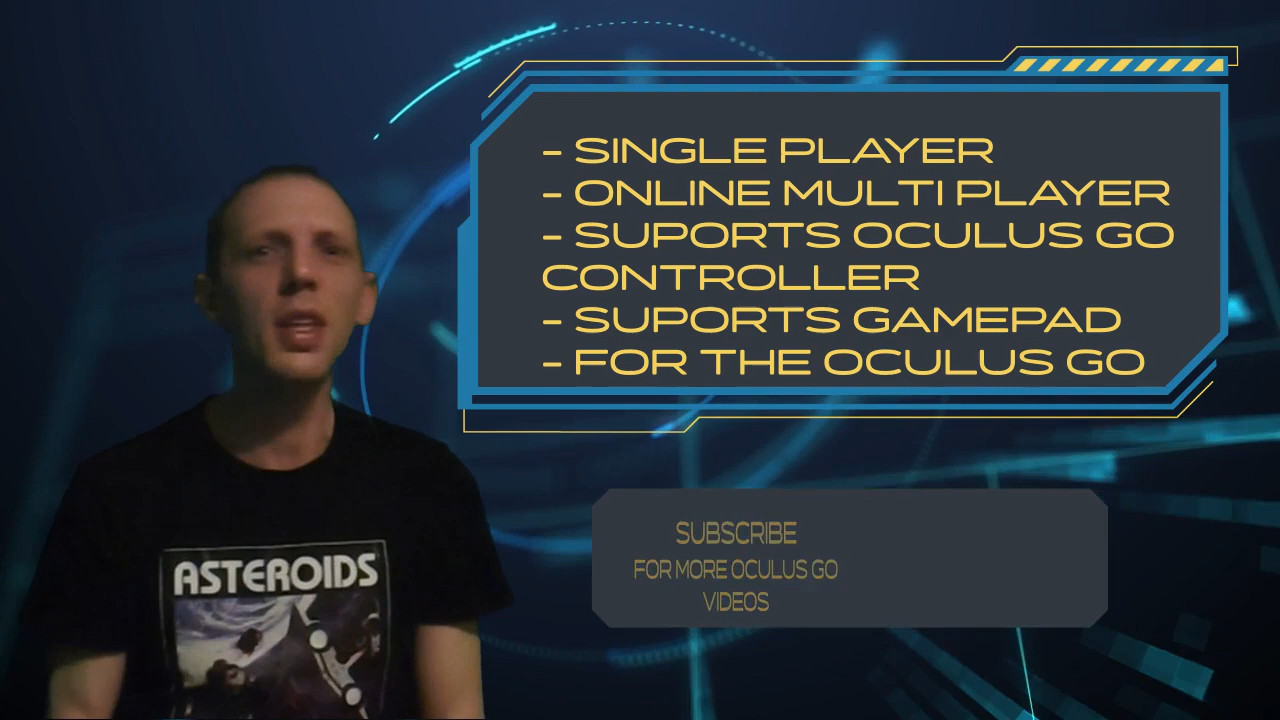 - SINGLE PLAYER
- ONLINE MULTI PLAYER
- SUPORTS OCULUS GO
CONTROLLER
- SUPORTS GAMEPAD
- FOR THE OCULUS GO
SUBSCRIBE
FOR MORE OCULUS GO
VIDEOS
ASTEROIDS